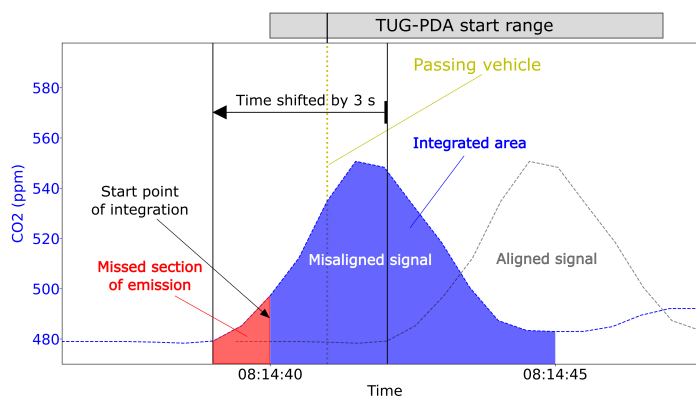 TUG-PDA start range
Passing vehicle
Time shifted by 3 s
Integrated area
Start point
of integration
Missed section
of emission
Misaligned signal
Aligned signal
CO2 (ppm)
580
560
540
520
500
480
08:14:40
08:14:45
Time